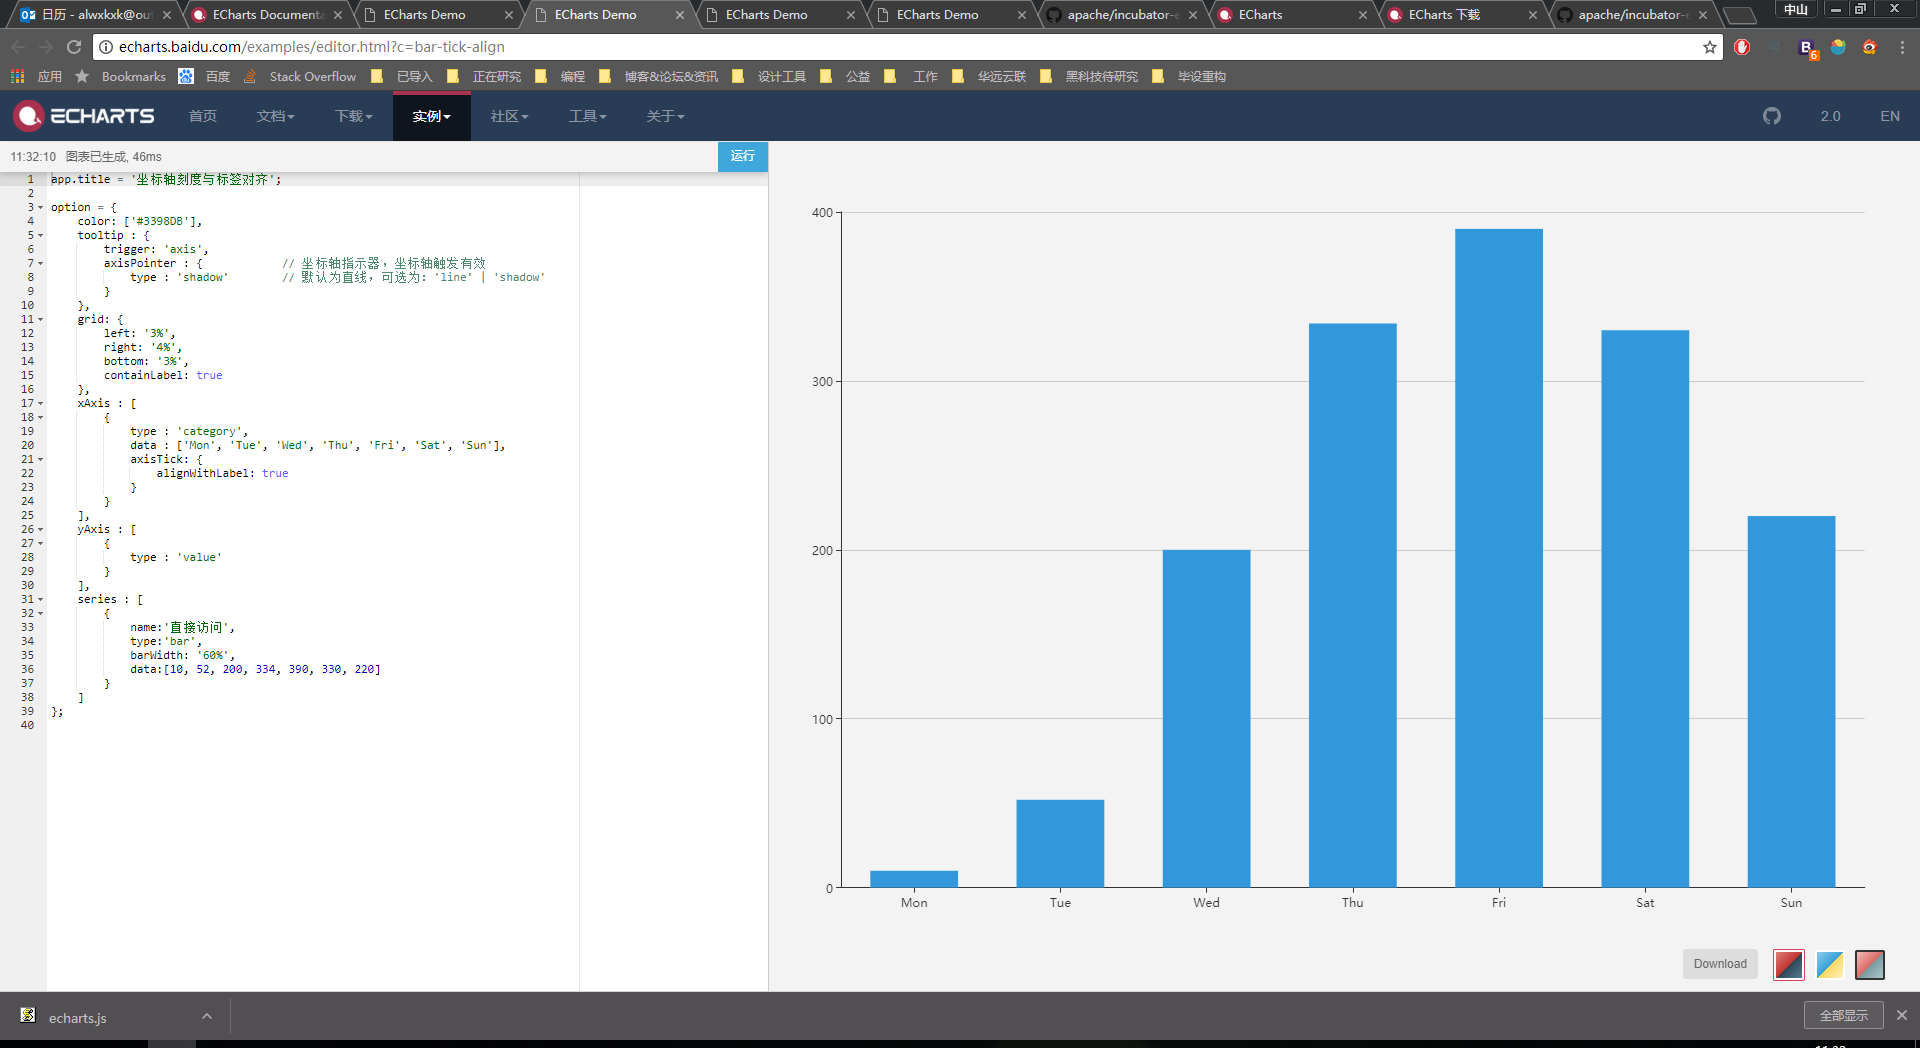 日历 - alwxkxk@out
ECharts Documenta
ECharts Demo
ECharts Demo
ECharts Demo
ECharts Demo
apache/incubator-e
ECharts
ECharts 下载
apache/incubator-e
中山
echarts.baidu.com/examples/editor.html?c=bar-tick-align
应用
Bookmarks
百度
Stack Overflow
已导入
正在研究
编程
博客&论坛&资讯
设计工具
公益
工作
华远云联
黑科技待研究
毕设重构
6
ECHARTS
首页
文档
下载
实例
社区
工具
关于
2.0
EN
11:32:10 图表已生成, 46ms
运行
1 app.title = '坐标轴刻度与标签对齐';
2
3 option = {
4 color: ['#3398DB'],
5 tooltip : {
6 trigger: 'axis',
7 axisPointer : { // 坐标轴指示器，坐标轴触发有效
8 type : 'shadow' // 默认为直线，可选为：'line' | 'shadow'
9 }
10 },
11 grid: {
12 left: '3%',
13 right: '4%',
14 bottom: '3%',
15 containLabel: true
16 },
17 xAxis : [
18 {
19 type : 'category',
20 data : ['Mon', 'Tue', 'Wed', 'Thu', 'Fri', 'Sat', 'Sun'],
21 axisTick: {
22 alignWithLabel: true
23 }
24 }
25 ],
26 yAxis : [
27 {
28 type : 'value'
29 }
30 ],
31 series : [
32 {
33 name:'直接访问',
34 type:'bar',
35 barWidth: '60%',
36 data:[10, 52, 200, 334, 390, 330, 220]
37 }
38 ]
39 };
40
400
300
200
100
0
Mon Tue Wed Thu Fri Sat Sun
Download
echarts.js
全部显示